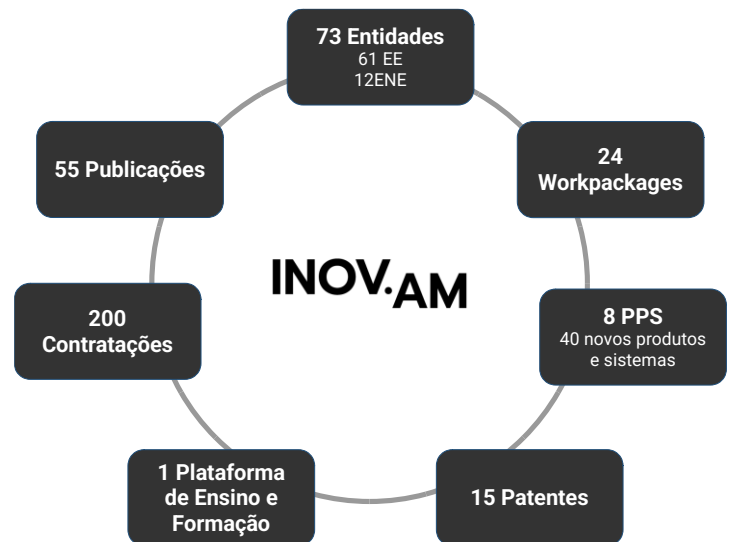 73 Entidades
61 EE
12ENE
24
Workpackages
8 PPS
40 novos produtos
e sistemas
15 Patentes
1 Plataforma
de Ensino e
Formação
200
Contratações
55 Publicações
INOV.AM